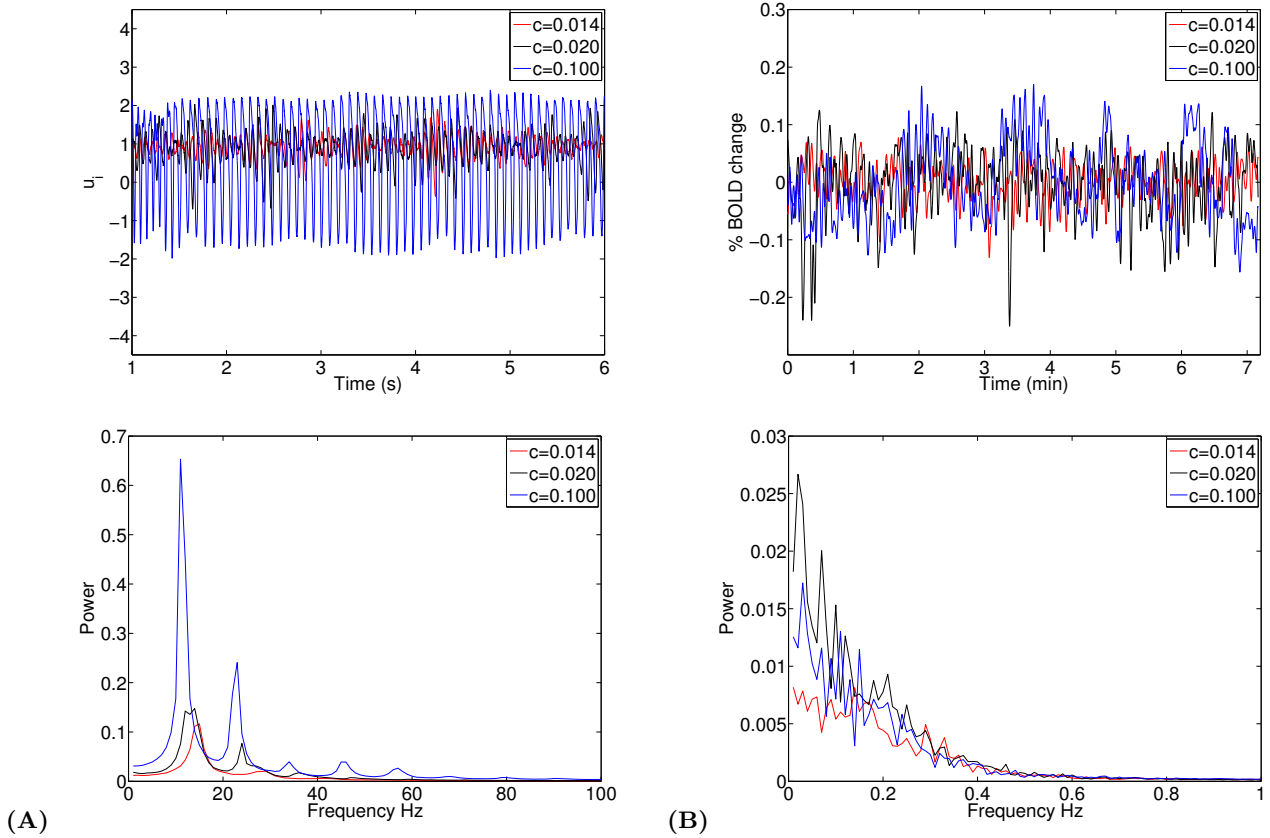 4
3
2
1
0
−1
−2
−3
−4
u_i
1
2
3
4
5
6
Time (s)
c=0.014
c=0.020
c=0.100
0.3
0.2
0.1
0
−0.1
−0.2
% BOLD change
0
1
2
3
4
5
6
7
Time (min)
c=0.014
c=0.020
c=0.100
0.7
0.6
0.5
0.4
0.3
0.2
0.1
0
Power
0
20
40
60
80
100
Frequency Hz
c=0.014
c=0.020
c=0.100
(A)
0.03
0.025
0.02
0.015
0.01
0.005
0
Power
0
0.2
0.4
0.6
0.8
1
Frequency Hz
c=0.014
c=0.020
c=0.100
(B)